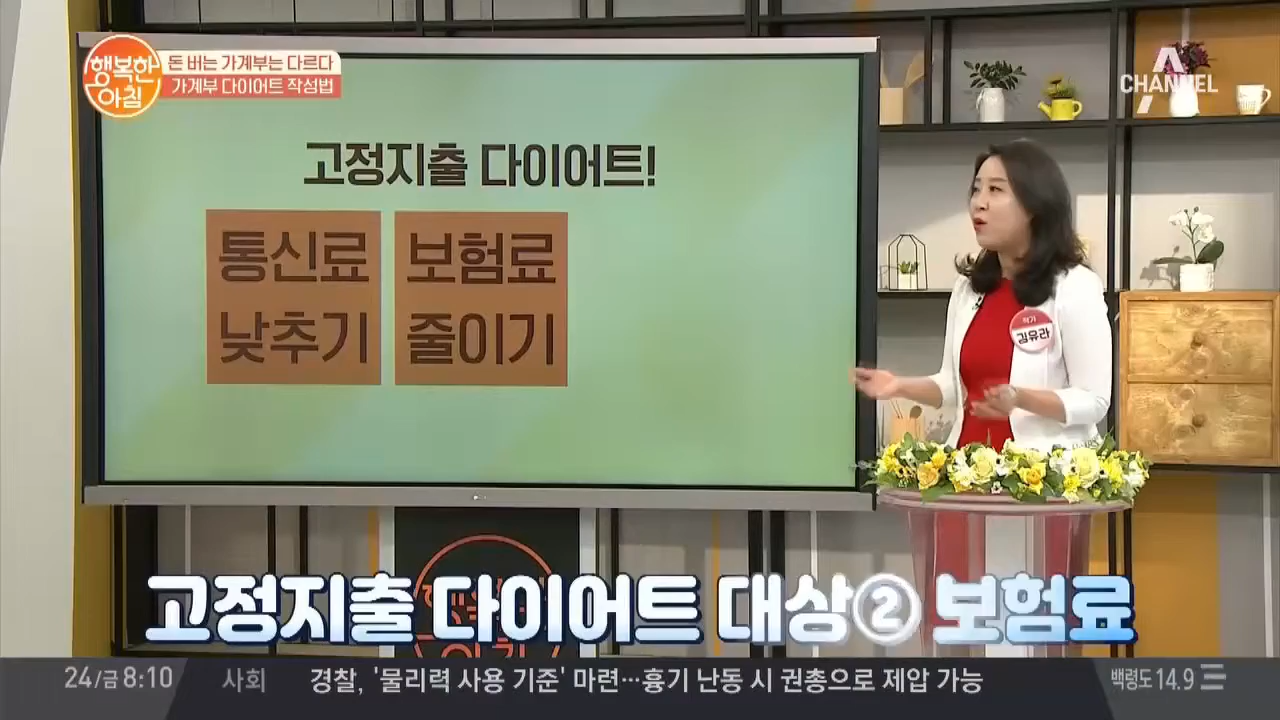 행복한
아침
돈 버는 가계부는 다르다
가계부 다이어트 작성법
CHANNEL
고정지출 다이어트!
통신료
낮추기
보험료
줄이기
작가
김유라
고정지출 다이어트 대상② 보험료
24/금 8:10
사회
경찰, '물리력 사용 기준' 마련…흉기 난동 시 권총으로 제압 가능
백령도 14.9